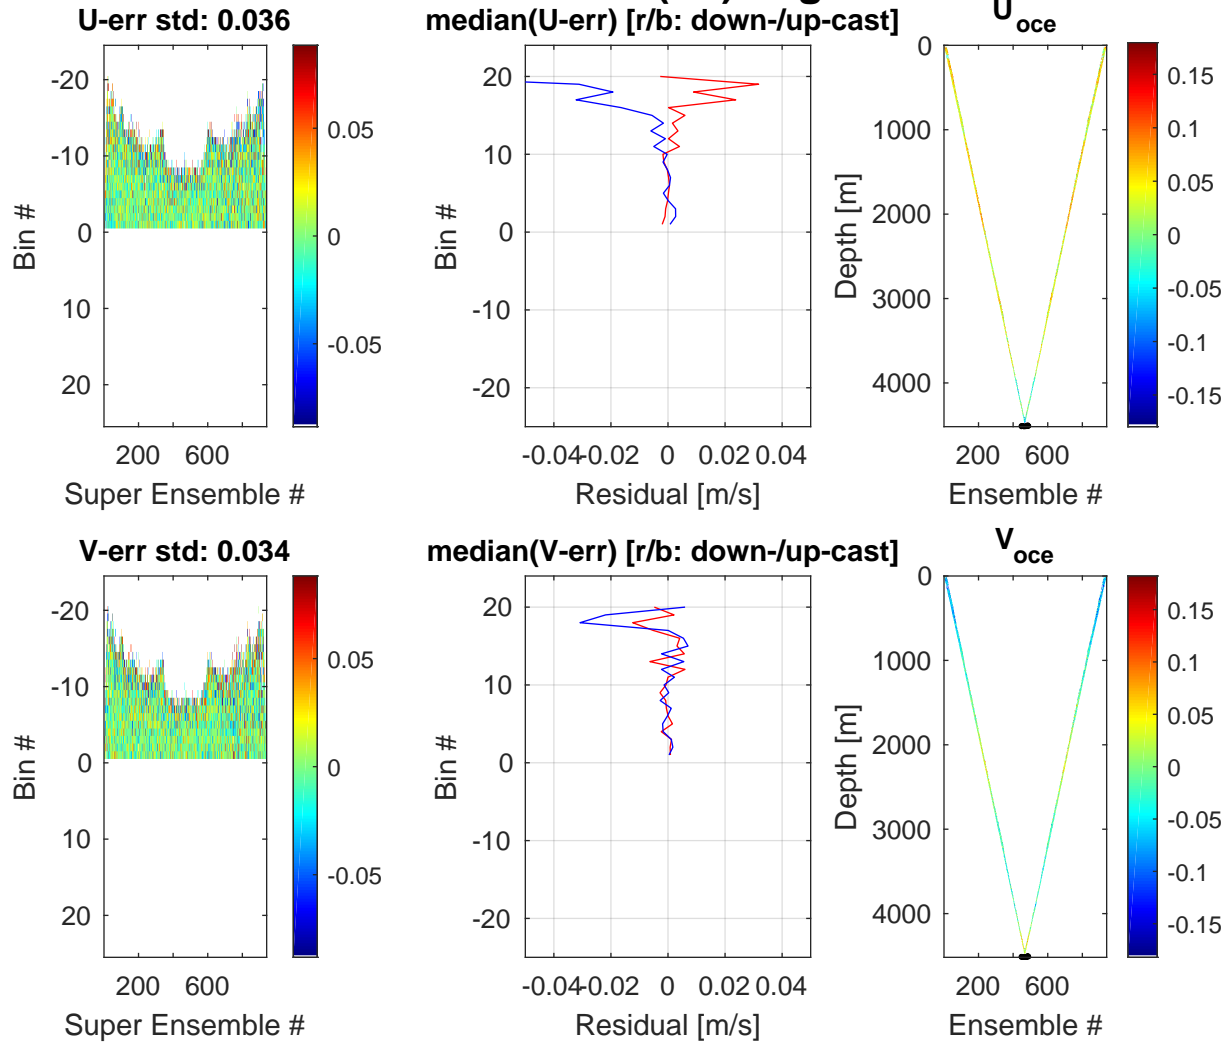 U-err std: 0.036
-20
-10
0
10
20
200 600
Super Ensemble #
Bin #
0.05
0
-0.05
median(U-err) [r/b: down-/up-cast]
20
10
0
-10
-20
-0.04 -0.02 0 0.02 0.04
Residual [m/s]
Bin #
U oce
0
1000
2000
3000
4000
200 600
Ensemble #
Depth [m]
0.15
0.1
0.05
0
-0.05
-0.1
-0.15
V-err std: 0.034
-20
-10
0
10
20
200 600
Super Ensemble #
Bin #
0.05
0
-0.05
median(V-err) [r/b: down-/up-cast]
20
10
0
-10
-20
-0.04 -0.02 0 0.02 0.04
Residual [m/s]
Bin #
V oce
0
1000
2000
3000
4000
200 600
Ensemble #
Depth [m]
0.15
0.1
0.05
0
-0.05
-0.1
-0.15